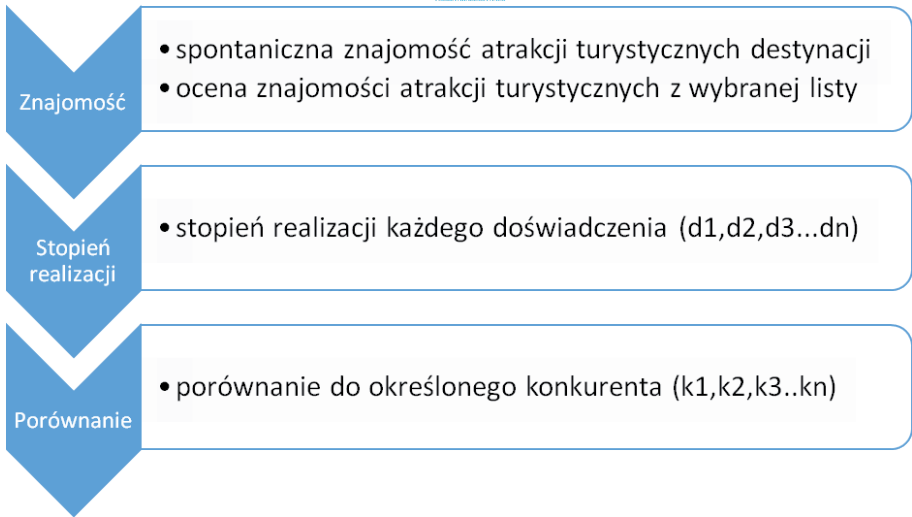 Znajomość
• spontaniczna znajomość atrakcji turystycznych destynacji
• ocena znajomości atrakcji turystycznych z wybranej listy
Stopień
realizacji
• stopień realizacji każdego doświadczenia (d1,d2,d3...dn)
Porównanie
• porównanie do określonego konkurenta (k1,k2,k3..kn)